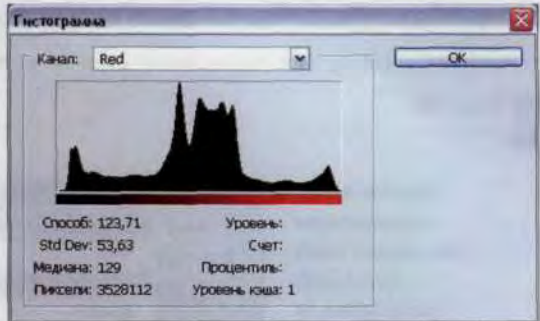 Гистограмма
Канал: Red
OK
Способ: 123,71 Уровень:
Std Dev: 53,63 Счет:
Медиана: 129 Процентиль:
Пиксели: 3528112 Уровень кэша: 1